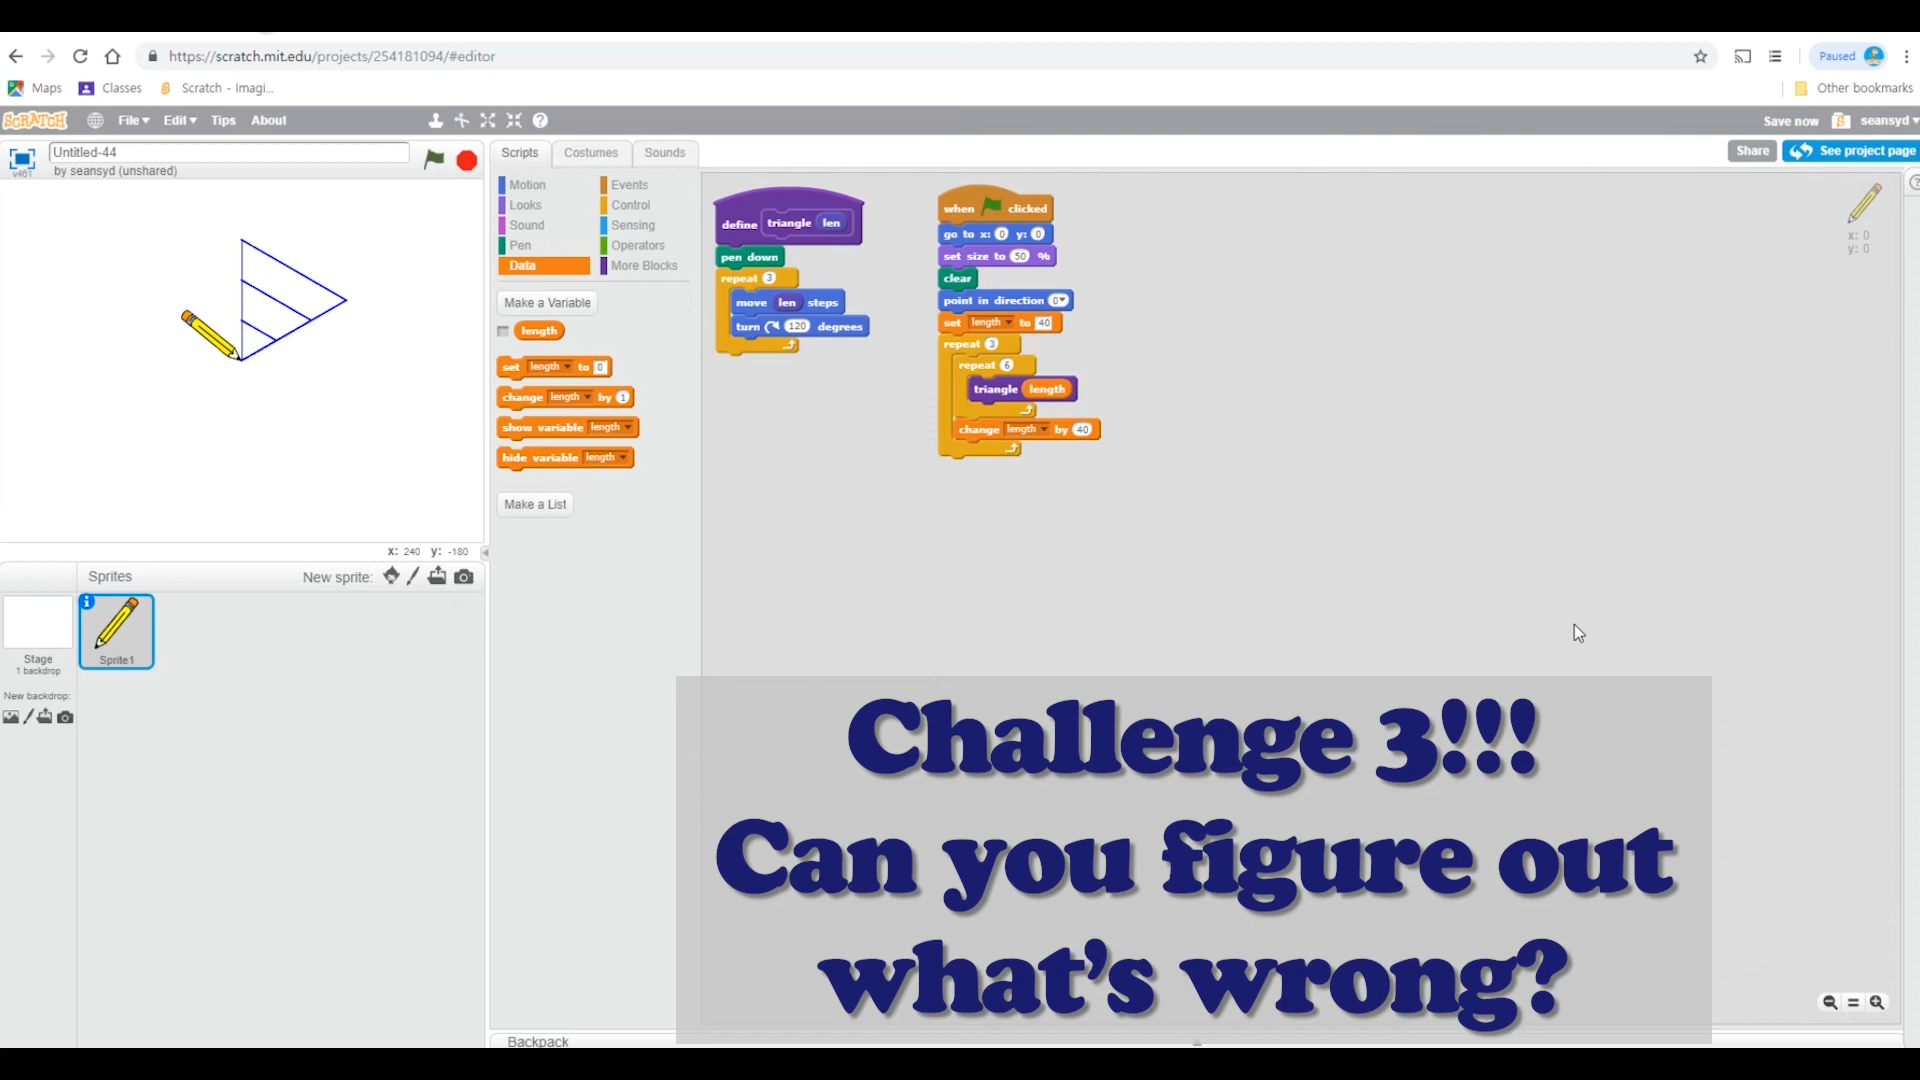 https://scratch.mit.edu/projects/254181094/#editor
Paused
Maps Classes Scratch - Imagi... Other bookmarks
SCRATCH File Edit Tips About Save now seansyd
v461 Untitled-44
by seansyd (unshared)
Scripts Costumes Sounds
Share See project page
Motion Events
Looks Control
Sound Sensing
Pen Operators
Data More Blocks
Make a Variable
length
set length to 0
change length by 1
show variable length
hide variable length
Make a List
define triangle len
pen down
repeat 3
move len steps
turn 120 degrees
when clicked
go to x: 0 y: 0
set size to 50 %
clear
point in direction 0
set length to 40
repeat 3
repeat 6
triangle length
change length by 40
x: 0
y: 0
x: 240 y: -180
Sprites New sprite:
Stage
1 backdrop
Sprite1
New backdrop:
Challenge 3!!!
Can you figure out
what's wrong?
Backpack